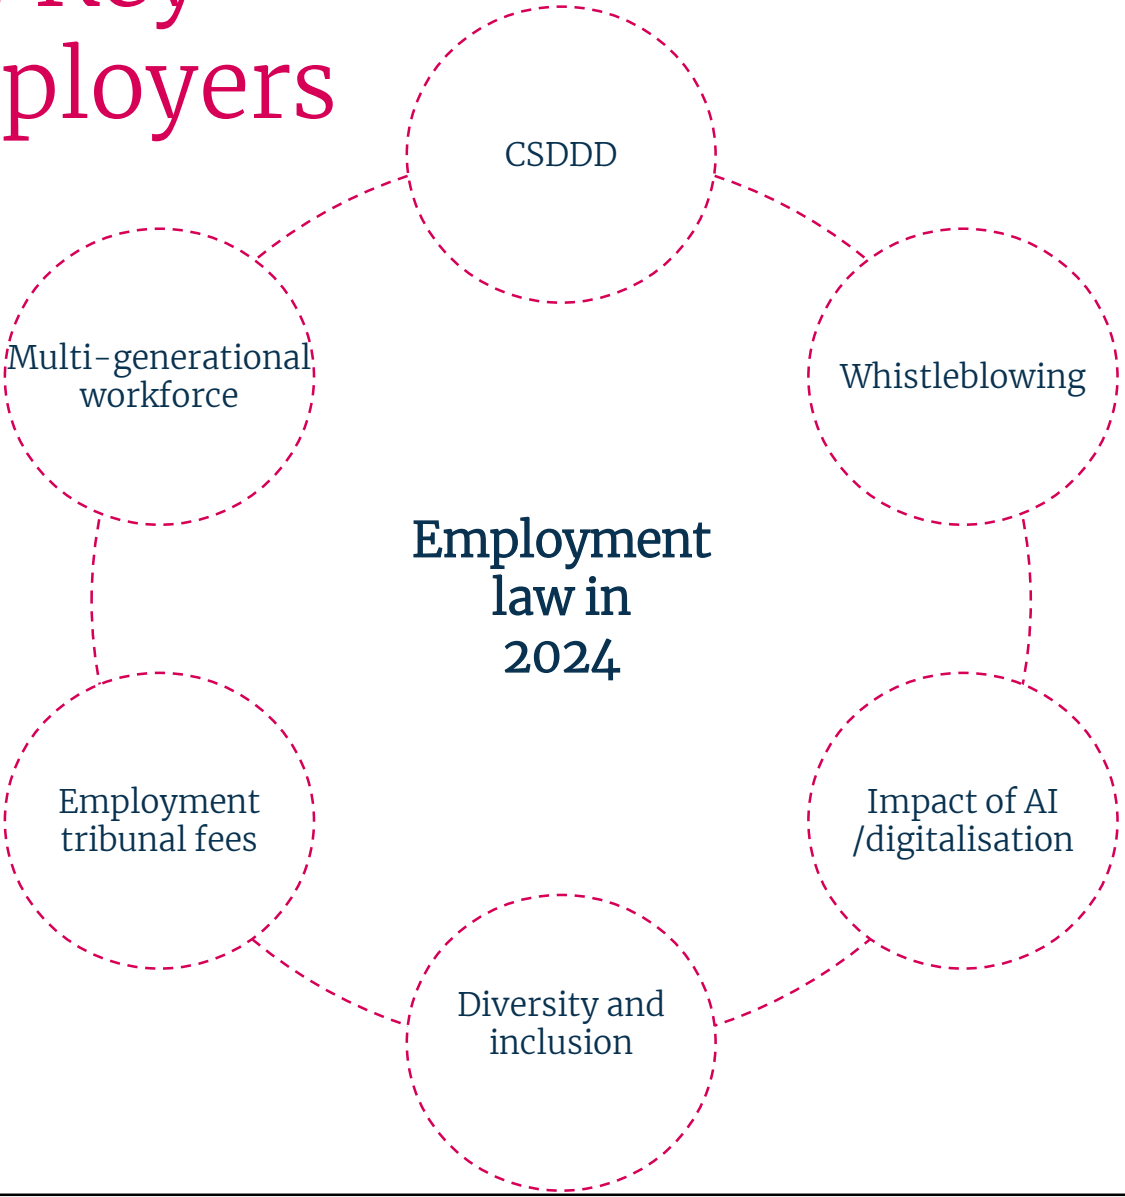 Key
ployers
CSDDD
Multi-generational
workforce
Whistleblowing
Employment
law in
2024
Employment
tribunal fees
Impact of AI
/digitalisation
Diversity and
inclusion